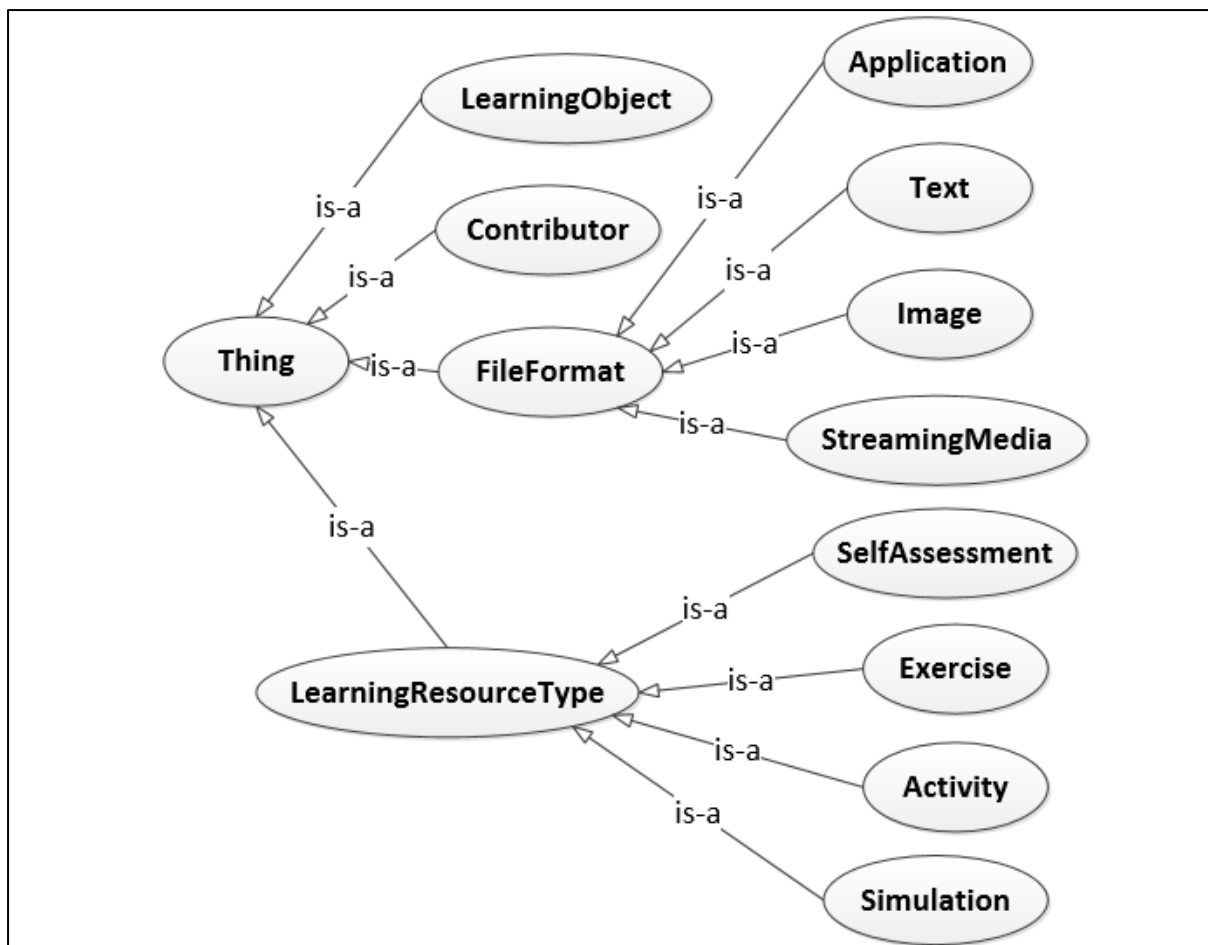 Application
LearningObject
is-a
Text
is-a
Contributor
is-a
is-a
Image
is-a
Thing
is-a
FileFormat
is-a
StreamingMedia
is-a
SelfAssessment
is-a
Exercise
is-a
LearningResourceType
is-a
Activity
is-a
Simulation